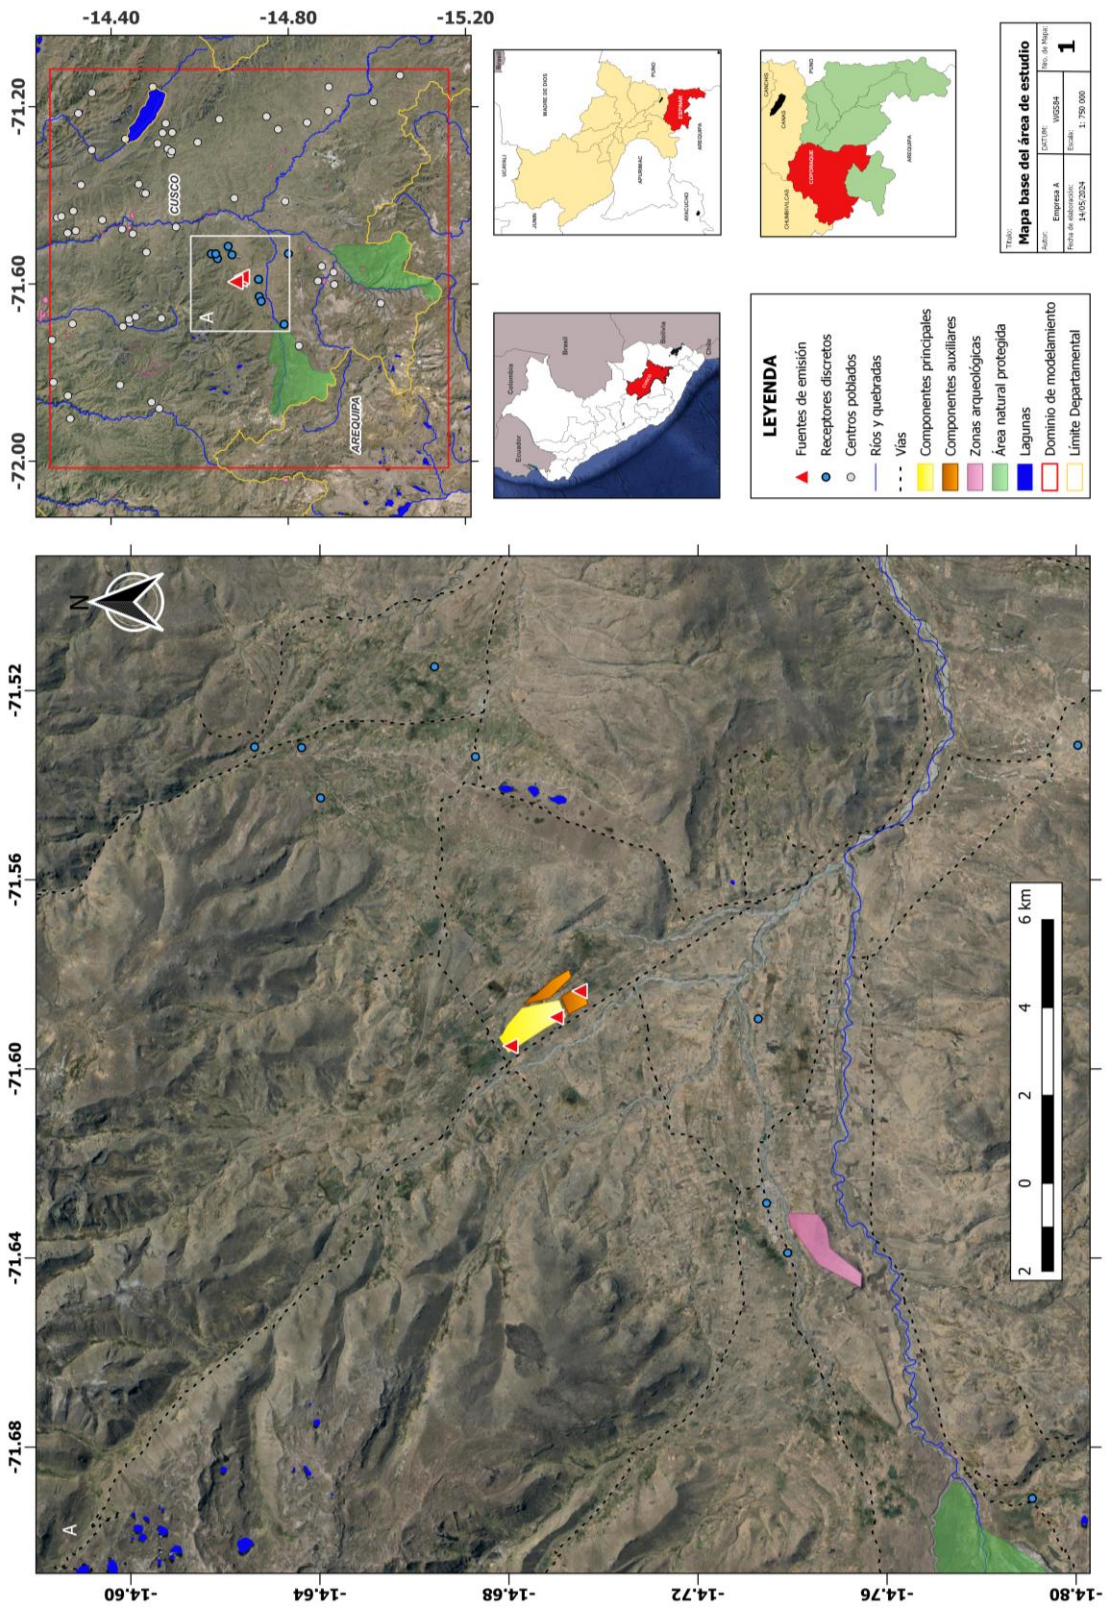 -71.68
-71.64
-71.60
-71.56
-71.52
-14.60
-14.64
-14.68
-14.72
-14.76
-14.80
A
N
2 0 2 4 6 km
-72.00
-71.60
-71.20
-14.40
-14.80
-15.20
CUSCO
AREQUIPA
A
Colombia
Ecuador
Brasil
Bolivia
Chile
UCAYALI
Brasil
JUNIN
MADRE DE DIOS
APURIMAC
PUNO
AYACUCHO
AREQUIPA
ESPINAR
CHUMBIVILCAS
CANAS
CANCHIS
COPORAQUE
PUNO
AREQUIPA
LEYENDA
Fuentes de emisión
Receptores discretos
Centros poblados
Ríos y quebradas
Vías
Componentes principales
Componentes auxiliares
Zonas arqueológicas
Área natural protegida
Lagunas
Dominio de modelamiento
Límite Departamental
Título:
Mapa base del área de estudio
Autor:
Empresa A
DATUM:
WGS84
Nro. de Mapa:
1
Fecha de elaboración:
14/05/2024
Escala:
1: 750 000